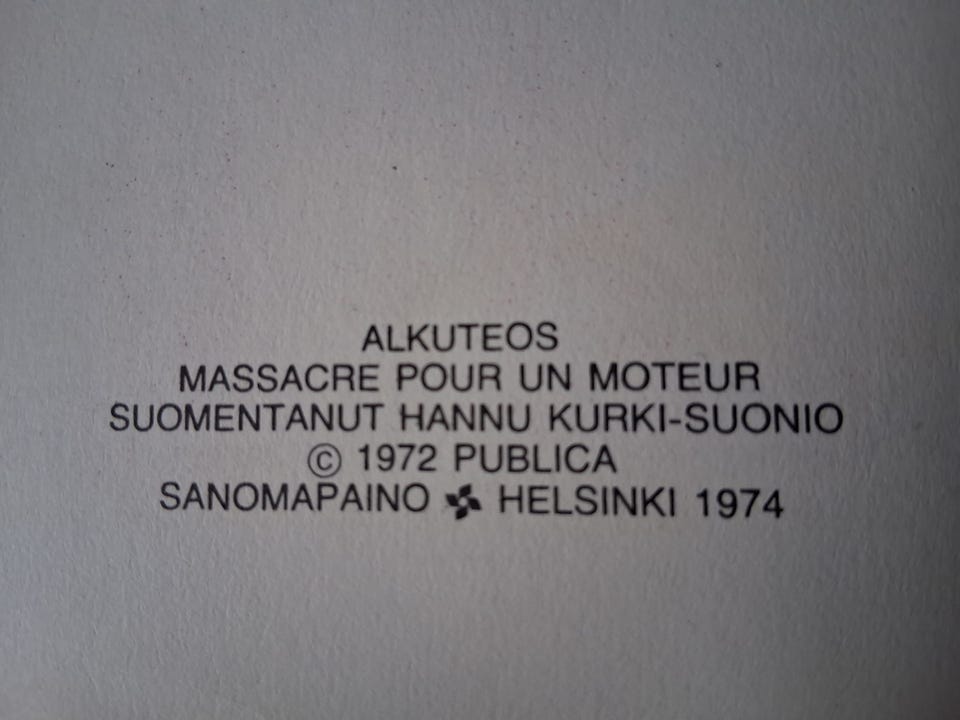 ALKUTEOS
MASSACRE POUR UN MOTEUR
SUOMENTANUT HANNU KURKI-SUONIO
© 1972 PUBLICA
SANOMAPAINO HELSINKI 1974